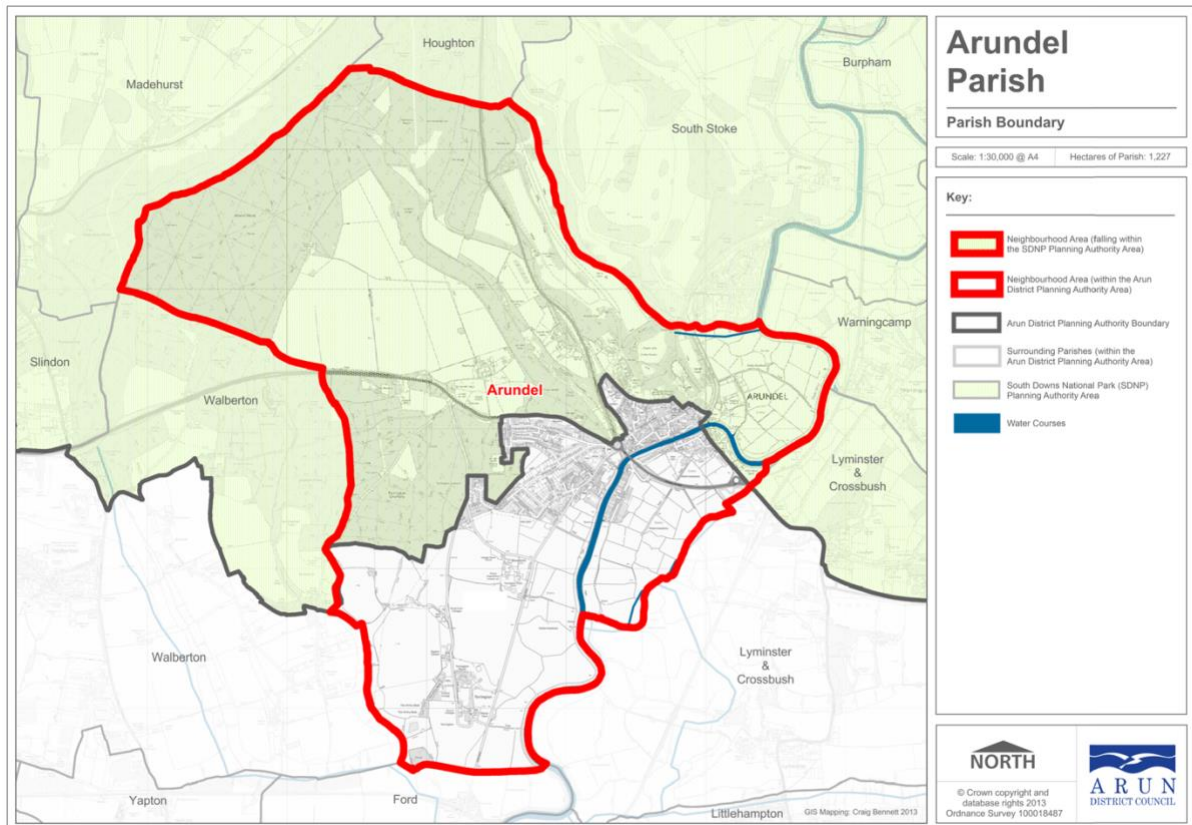 Houghton
Madehurst
Burpham
South Stoke
Warningcamp
Slindon
Walberton
Arundel
ARUNDEL
Lyminster
&
Crossbush
Walberton
Lyminster
&
Crossbush
Yapton
Ford
Littlehampton
GIS Mapping: Craig Bennett 2013
Arundel
Parish
Parish Boundary
Scale: 1:30,000 @ A4
Hectares of Parish: 1,227
Key:
Neighbourhood Area (falling within
the SDNP Planning Authority Area)
Neighbourhood Area (within the Arun
District Planning Authority Area)
Arun District Planning Authority Boundary
Surrounding Parishes (within the
Arun District Planning Authority Area)
South Downs National Park (SDNP)
Planning Authority Area
Water Courses
NORTH
© Crown copyright and
database rights 2013
Ordnance Survey 100018487
ARUN
DISTRICT COUNCIL